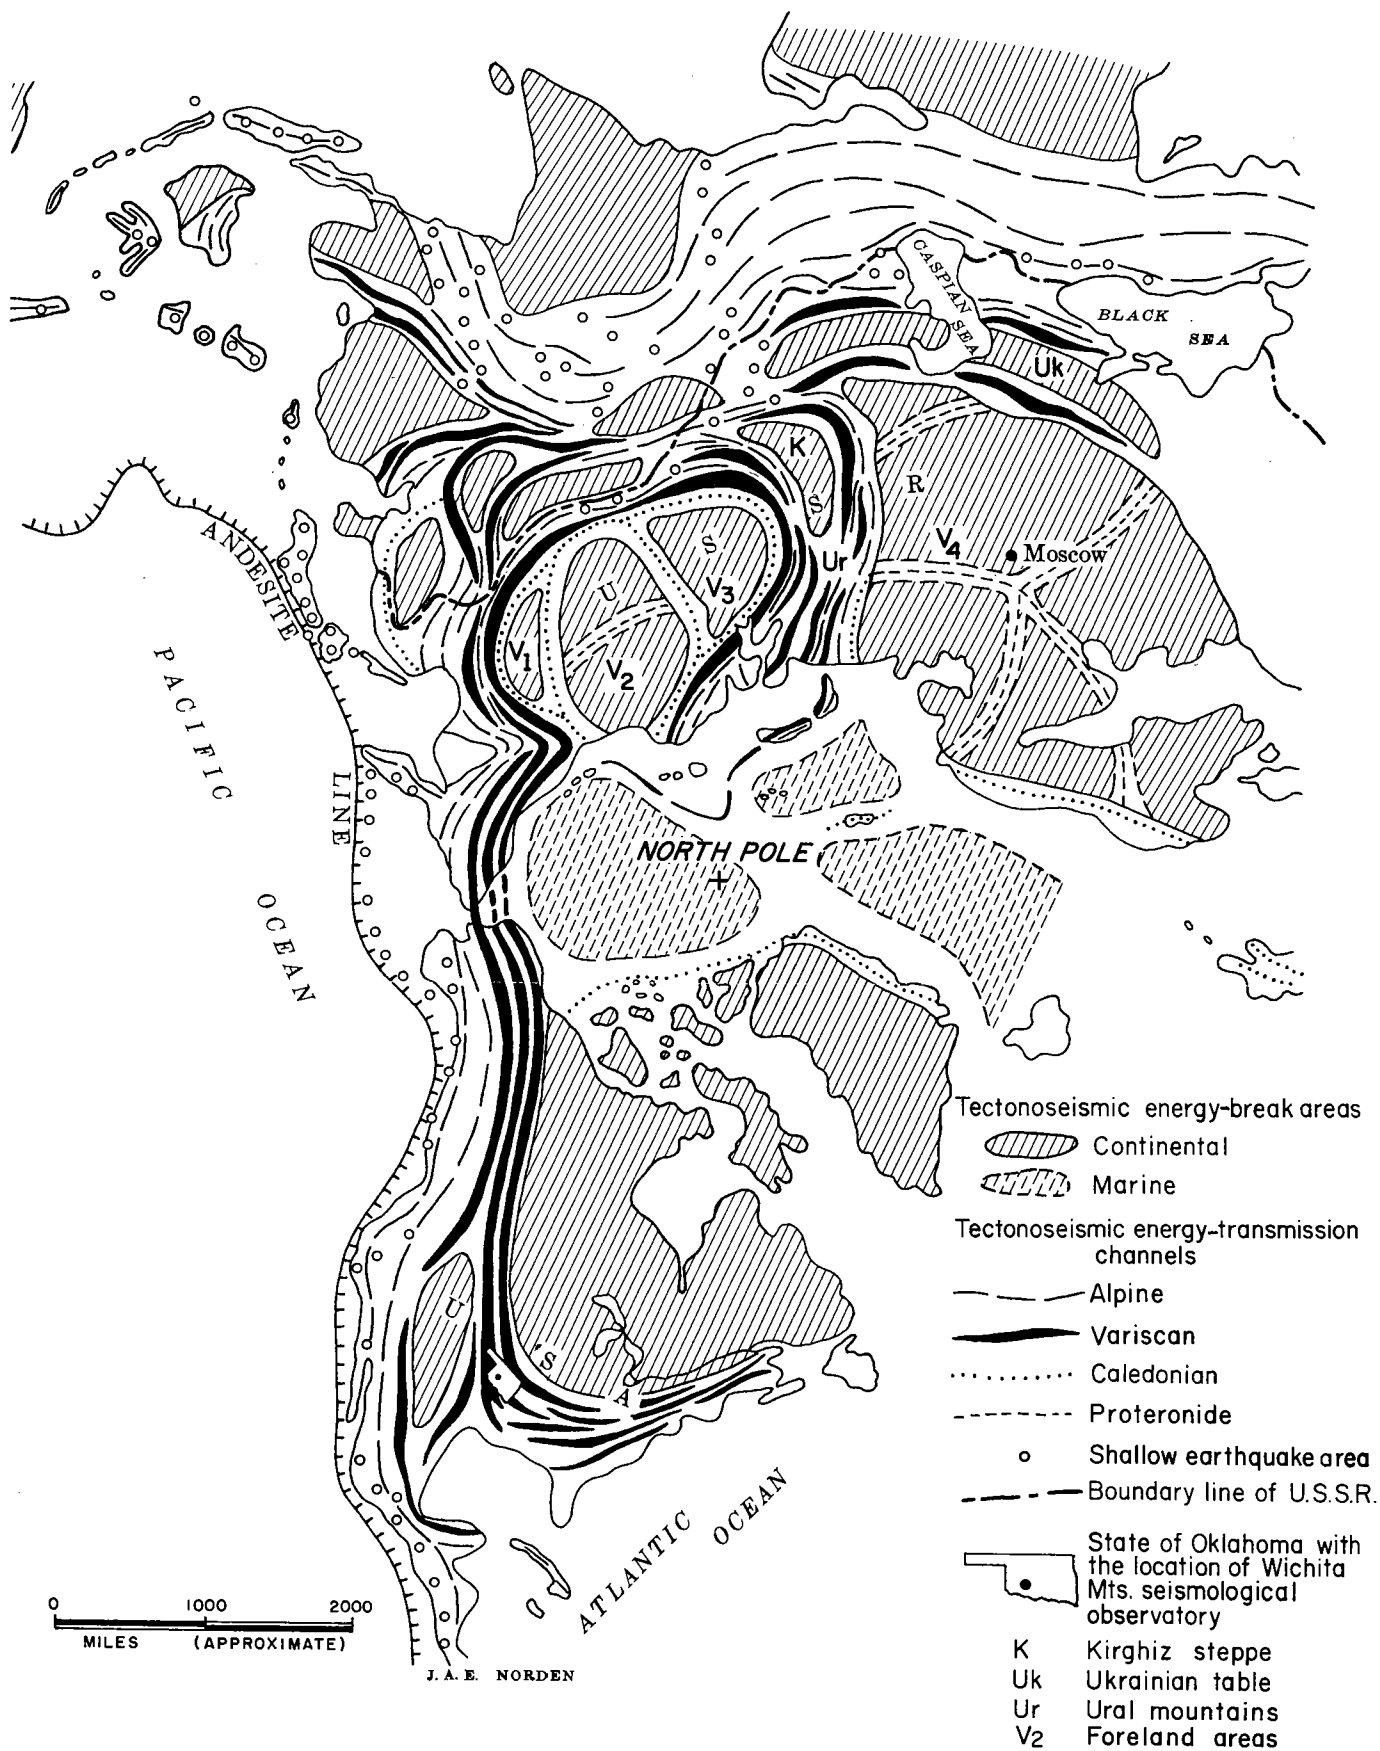 CASPIAN
SEA
BLACK
SEA
Uk
K
R
S
S
V4
Moscow
Ur
U
V3
V1
V2
ANDESITE
LINE
PACIFIC
OCEAN
NORTH POLE
U
S
A
ATLANTIC OCEAN
Tectonoseismic energy-break areas
Continental
Marine
Tectonoseismic energy-transmission
channels
Alpine
Variscan
Caledonian
Proteronide
Shallow earthquake area
Boundary line of U.S.S.R.
State of Oklahoma with
the location of Wichita
Mts. seismological
observatory
K Kirghiz steppe
Uk Ukrainian table
Ur Ural mountains
V2 Foreland areas
0 1000 2000
MILES (APPROXIMATE)
J. A. E. NORDEN